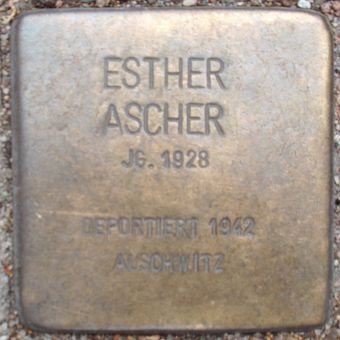 ESTHER
ASCHER
JG. 1928
DEPORTIERT 1942
AUSCHWITZ